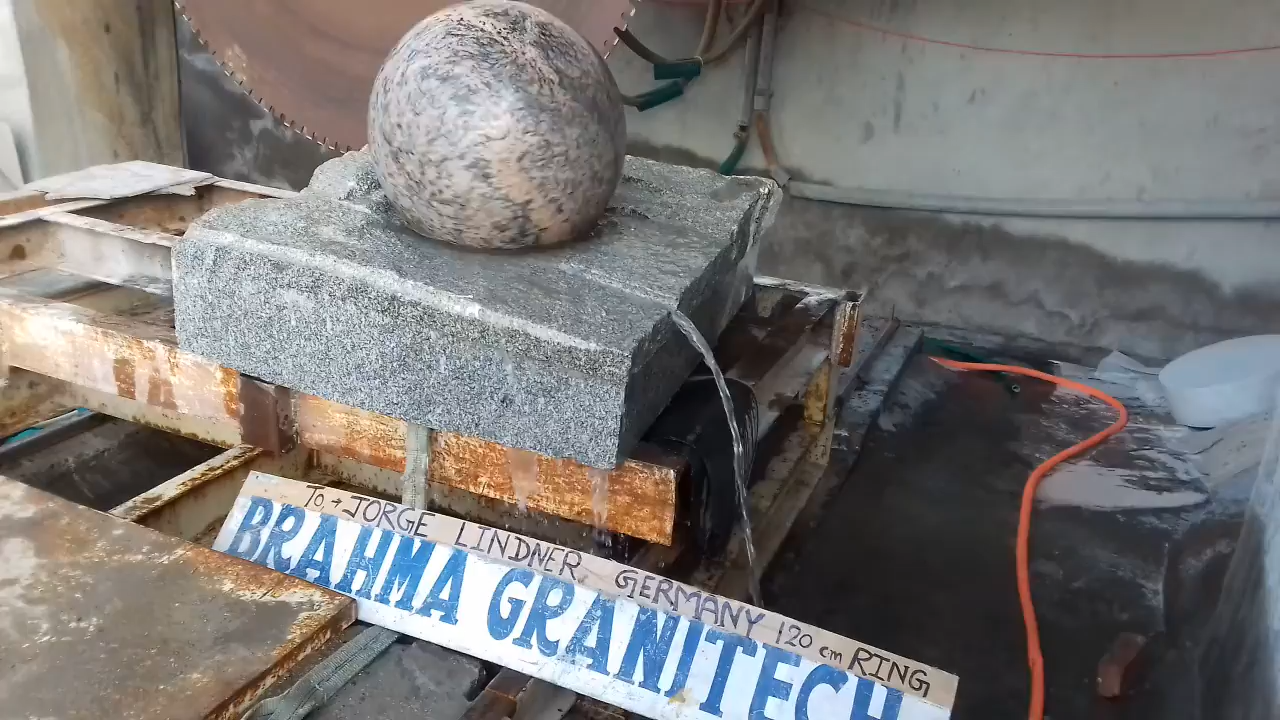 To → JORGE LINDNER, GERMANY 120 cm RING
BRAHMA GRANITECH